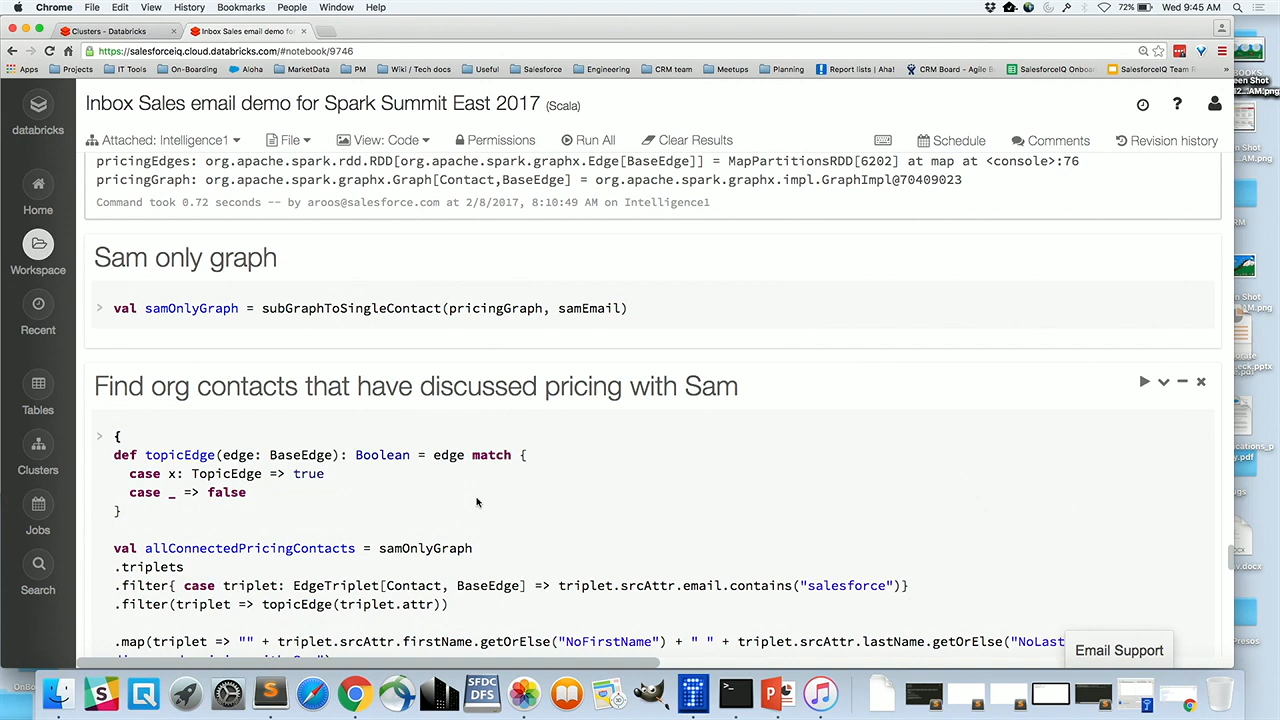 Chrome File Edit View History Bookmarks People Window Help 72% Wed 9:45 AM
Clusters - Databricks
Inbox Sales email demo for
https://salesforceiq.cloud.databricks.com/#notebook/9746
Apps Projects IT Tools On-Boarding Aloha MarketData PM Wiki / Tech docs Useful Salesforce Engineering CRM team Meetups Planning Report lists | Aha! CRM Board - Agile B SalesforceIQ Onbo SalesforceIQ Team R
Inbox Sales email demo for Spark Summit East 2017 (Scala)
databricks
Attached: Intelligence1 File View: Code Permissions Run All Clear Results Schedule Comments Revision history
pricingEdges: org.apache.spark.rdd.RDD[org.apache.spark.graphx.Edge[BaseEdge]] = MapPartitionsRDD[6202] at map at <console>:76
pricingGraph: org.apache.spark.graphx.Graph[Contact,BaseEdge] = org.apache.spark.graphx.impl.GraphImpl@70409023
Command took 0.72 seconds -- by aroos@salesforce.com at 2/8/2017, 8:10:49 AM on Intelligence1
Home
Workspace
Recent
Tables
Clusters
Jobs
Search
Sam only graph
> val samOnlyGraph = subGraphToSingleContact(pricingGraph, samEmail)
Find org contacts that have discussed pricing with Sam
> {
def topicEdge(edge: BaseEdge): Boolean = edge match {
case x: TopicEdge => true
case _ => false
}
val allConnectedPricingContacts = samOnlyGraph
.triplets
.filter{ case triplet: EdgeTriplet[Contact, BaseEdge] => triplet.srcAttr.email.contains("salesforce")}
.filter(triplet => topicEdge(triplet.attr))
.map(triplet => "" + triplet.srcAttr.firstName.getOrElse("NoFirstName") + " " + triplet.srcAttr.lastName.getOrElse("NoLast
Email Support
SFDC
DFS